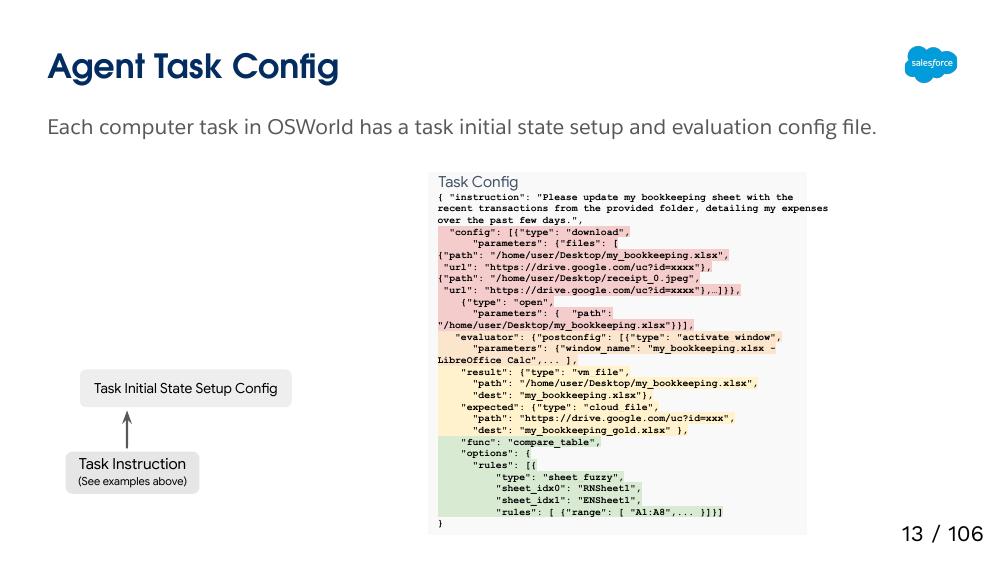 Agent Task Config
salesforce
Each computer task in OSWorld has a task initial state setup and evaluation config file.
Task Config
{ "instruction": "Please update my bookkeeping sheet with the
recent transactions from the provided folder, detailing my expenses
over the past few days.",
"config": [{"type": "download",
"parameters": {"files": [
{"path": "/home/user/Desktop/my_bookkeeping.xlsx",
"url": "https://drive.google.com/uc?id=xxxx"},
{"path": "/home/user/Desktop/receipt_0.jpeg",
"url": "https://drive.google.com/uc?id=xxxx"},…]}},
{"type": "open",
"parameters": { "path":
"/home/user/Desktop/my_bookkeeping.xlsx"}}],
"evaluator": {"postconfig": [{"type": "activate window",
"parameters": {"window_name": "my_bookkeeping.xlsx -
LibreOffice Calc",... ],
"result": {"type": "vm file",
"path": "/home/user/Desktop/my_bookkeeping.xlsx",
"dest": "my_bookkeeping.xlsx"},
"expected": {"type": "cloud file",
"path": "https://drive.google.com/uc?id=xxx",
"dest": "my_bookkeeping_gold.xlsx" },
"func": "compare_table",
"options": {
"rules": [{
"type": "sheet fuzzy",
"sheet_idx0": "RNSheet1",
"sheet_idx1": "ENSheet1",
"rules": [ {"range": [ "A1:A8",... }]}]
}
Task Initial State Setup Config
Task Instruction
(See examples above)
13 / 106